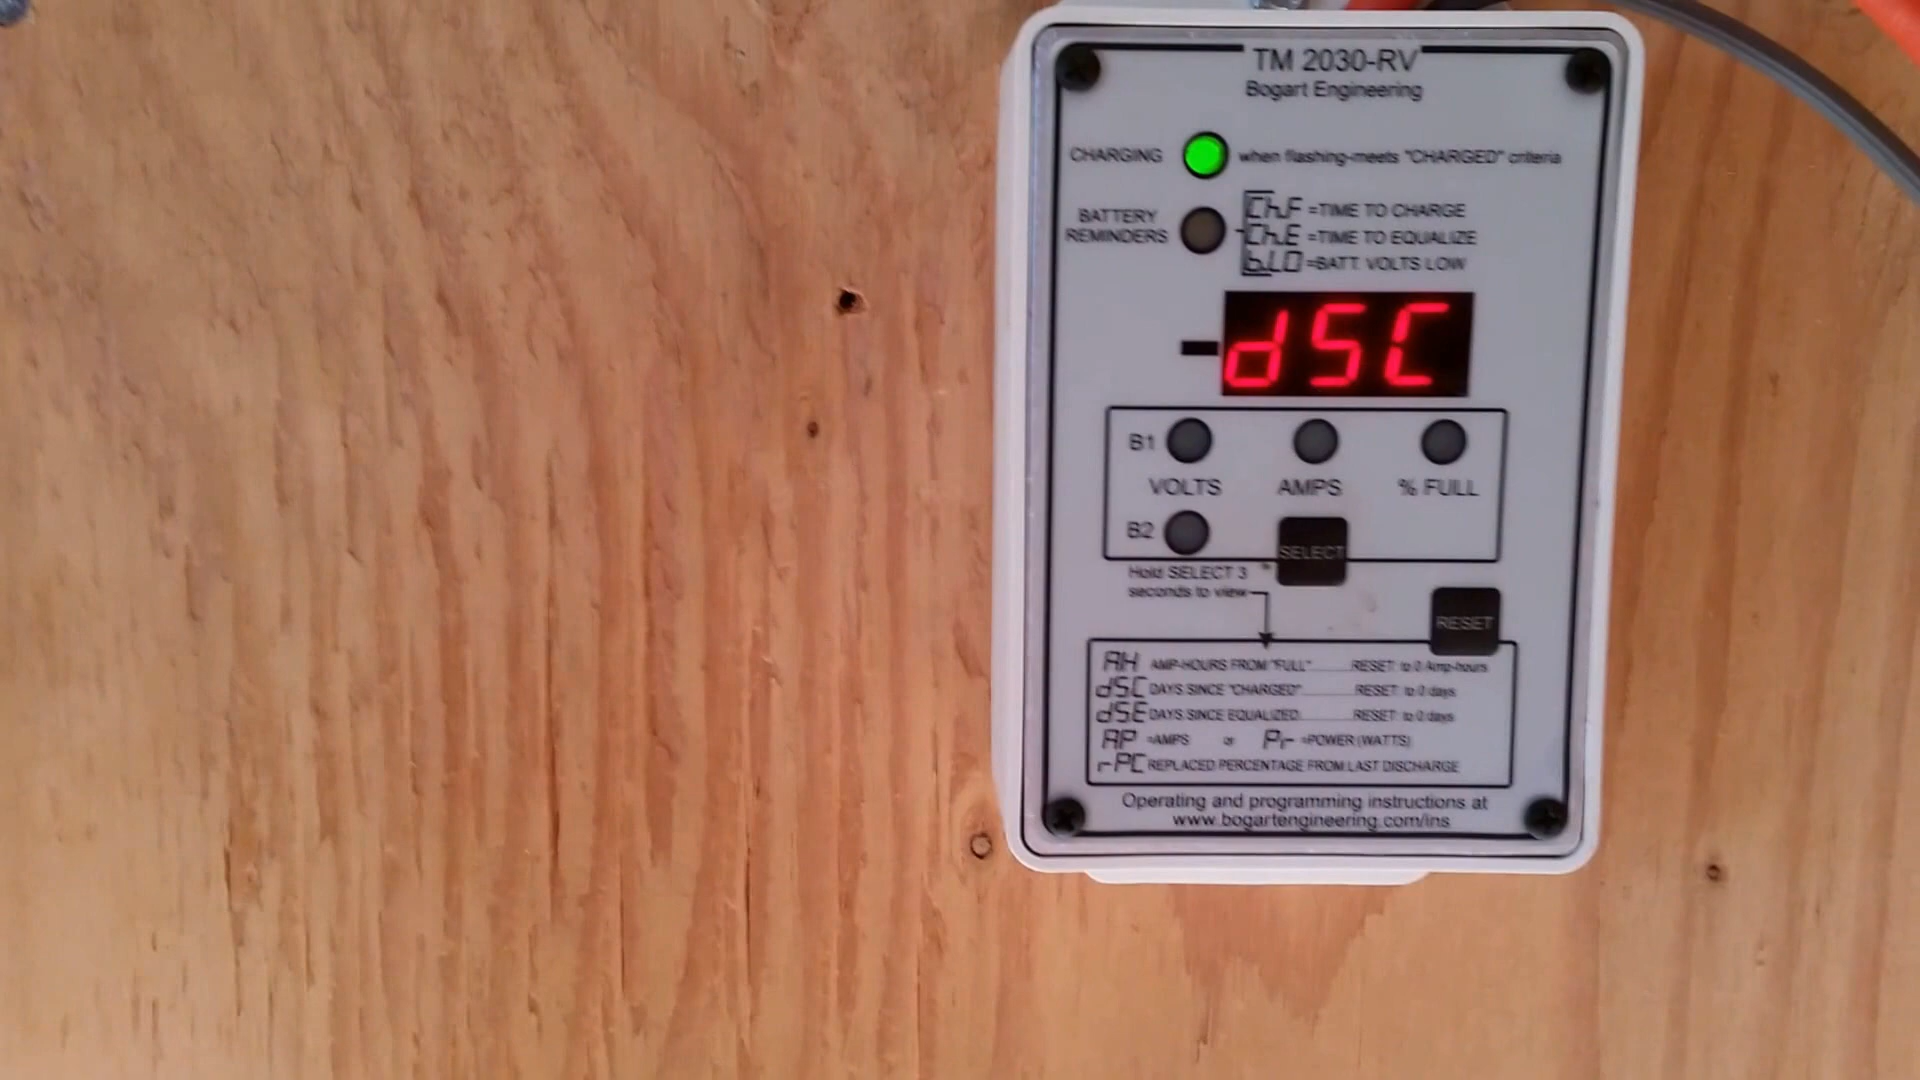 TM 2030-RV
Bogart Engineering
CHARGING when flashing-meets "CHARGED" criteria
BATTERY REMINDERS
Ch.F =TIME TO CHARGE
Ch.E =TIME TO EQUALIZE
b.LO =BATT. VOLTS LOW
dSC
B1
VOLTS AMPS % FULL
B2
SELECT
Hold SELECT 3
seconds to view
RESET
AH AMP-HOURS FROM "FULL"......RESET: to 0 Amp-hours
dSC DAYS SINCE "CHARGED"......RESET: to 0 days
dSE DAYS SINCE EQUALIZED......RESET: to 0 days
AP =AMPS or Pr =POWER (WATTS)
rPC REPLACED PERCENTAGE FROM LAST DISCHARGE
Operating and programming instructions at
www.bogartengineering.com/ins